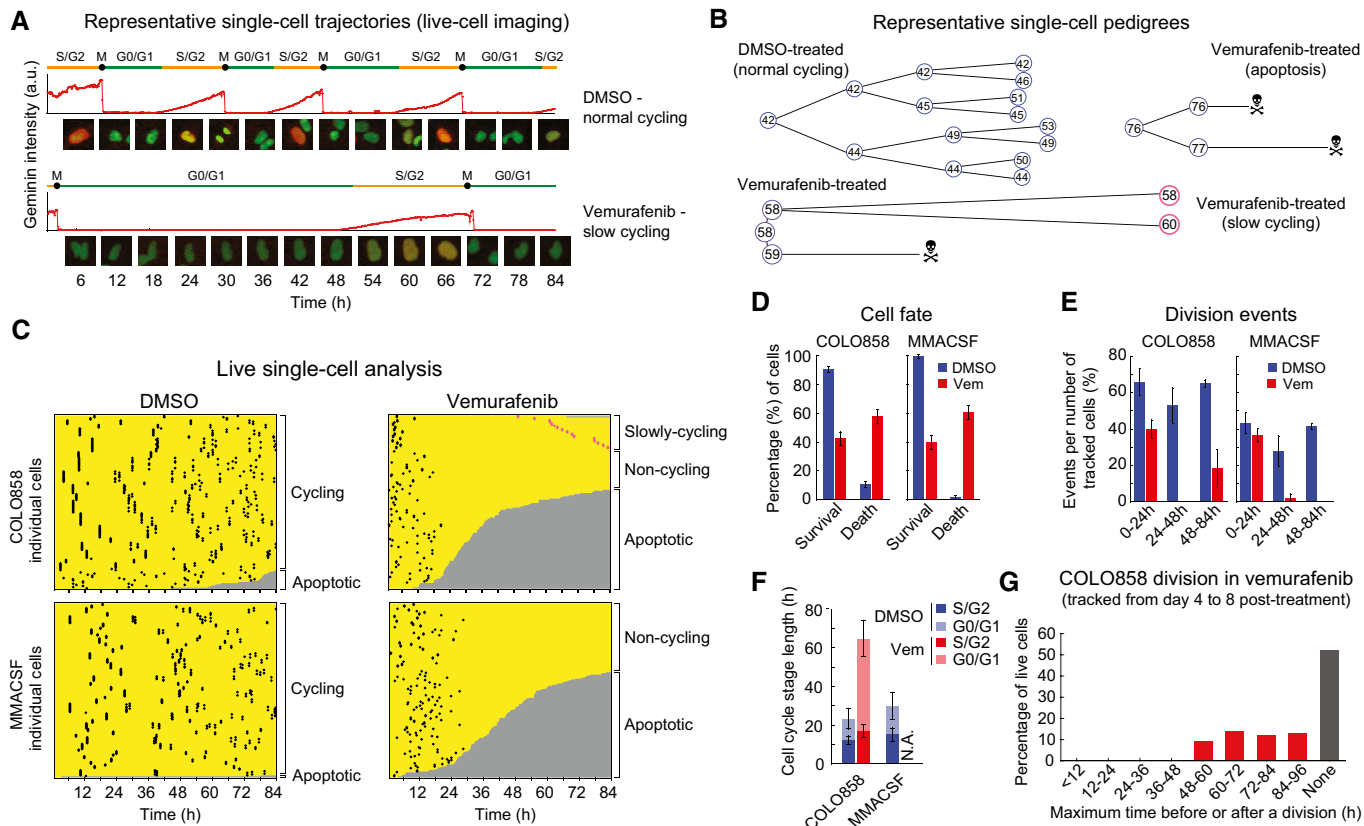 A
Representative single-cell trajectories (live-cell imaging)
S/G2 M G0/G1 S/G2 M G0/G1 S/G2 M G0/G1 S/G2 M G0/G1 S/G2
DMSO -
normal cycling
M G0/G1 S/G2 M G0/G1
Vemurafenib -
slow cycling
Geminin intensity (a.u.)
6 12 18 24 30 36 42 48 54 60 66 72 78 84
Time (h)
B
Representative single-cell pedigrees
DMSO-treated
(normal cycling)
42
42
44
42
45
49
44
42
46
51
45
53
49
50
44
Vemurafenib-treated
(apoptosis)
76
76
77
Vemurafenib-treated
58
58
59
58
60
Vemurafenib-treated
(slow cycling)
C
Live single-cell analysis
DMSO
Vemurafenib
COLO858
individual cells
Cycling
Apoptotic
Slowly-cycling
Non-cycling
Apoptotic
MMACSF
individual cells
Cycling
Apoptotic
Non-cycling
Apoptotic
12 24 36 48 60 72 84
Time (h)
12 24 36 48 60 72 84
Time (h)
D
Cell fate
COLO858 MMACSF
DMSO
Vem
Percentage (%) of cells
100
80
60
40
20
0
Survival Death Survival Death
E
Division events
COLO858 MMACSF
DMSO
Vem
Events per number of
tracked cells (%)
80
60
40
20
0
0-24h 24-48h 48-84h 0-24h 24-48h 48-84h
F
Cell cycle stage length (h)
80
60
40
20
0
DMSO
S/G2
G0/G1
Vem
S/G2
G0/G1
N.A.
COLO858 MMACSF
G
COLO858 division in vemurafenib
(tracked from day 4 to 8 post-treatment)
Percentage of live cells
60
50
40
30
20
10
0
<12 12-24 24-36 36-48 48-60 60-72 72-84 84-96 None
Maximum time before or after a division (h)